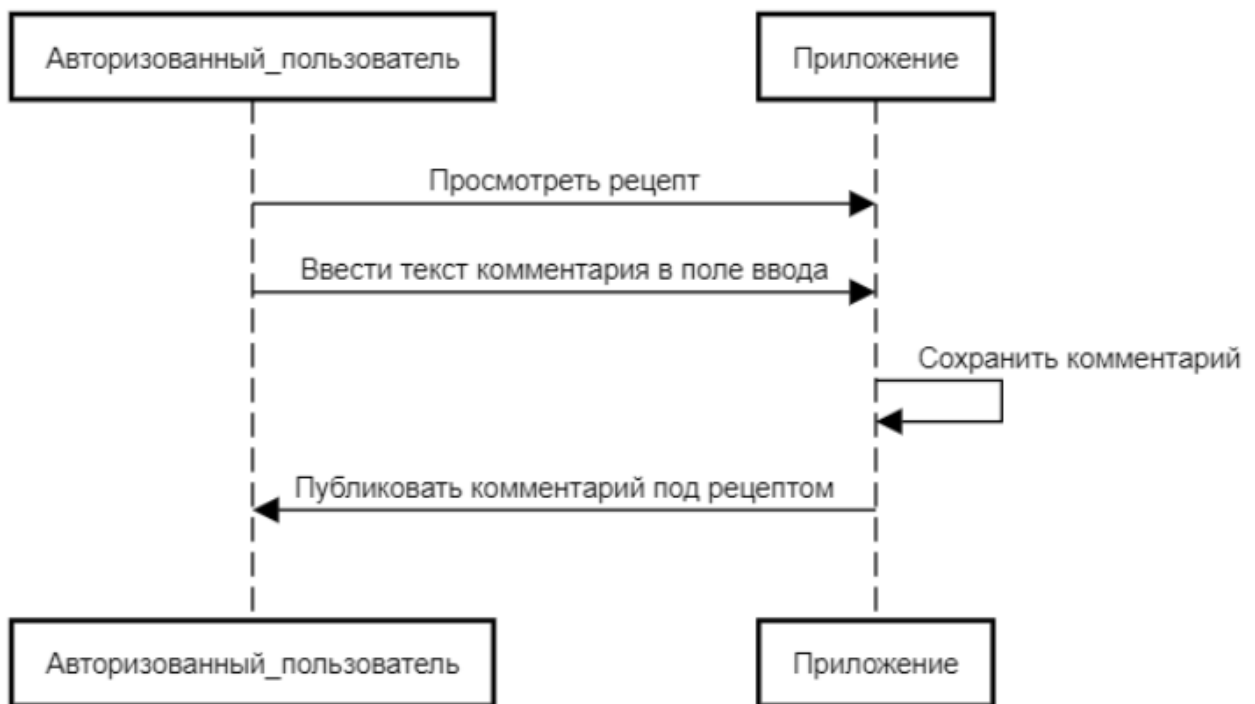 Авторизованный_пользователь
Приложение
Просмотреть рецепт
Ввести текст комментария в поле ввода
Сохранить комментарий
Публиковать комментарий под рецептом
Авторизованный_пользователь
Приложение